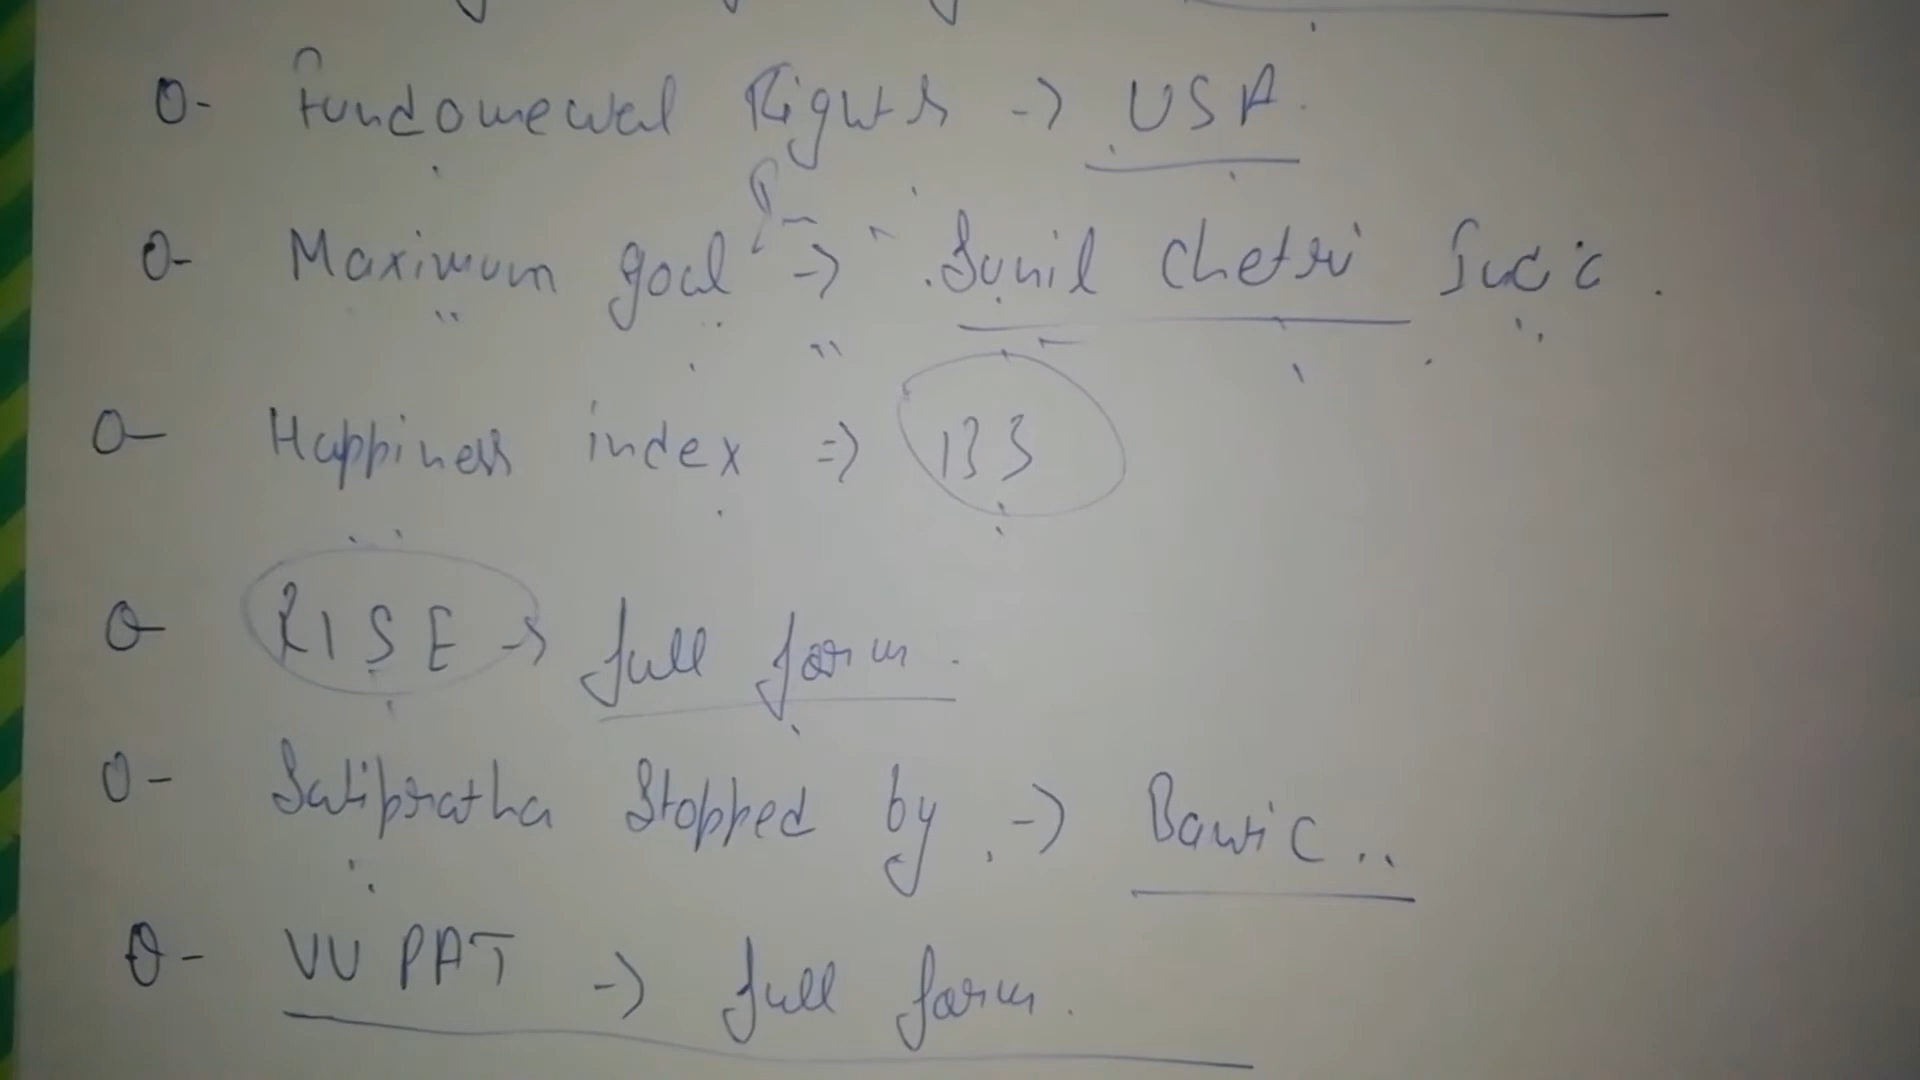 O- Fundamental Rights -> USA.
O- Maximum goal -> Sunil Chetri India.
O- Happiness index => 133
O- RISE -> full form.
O- Satipratha Stopped by -> Bantic..
O- VVPAT -> full form.